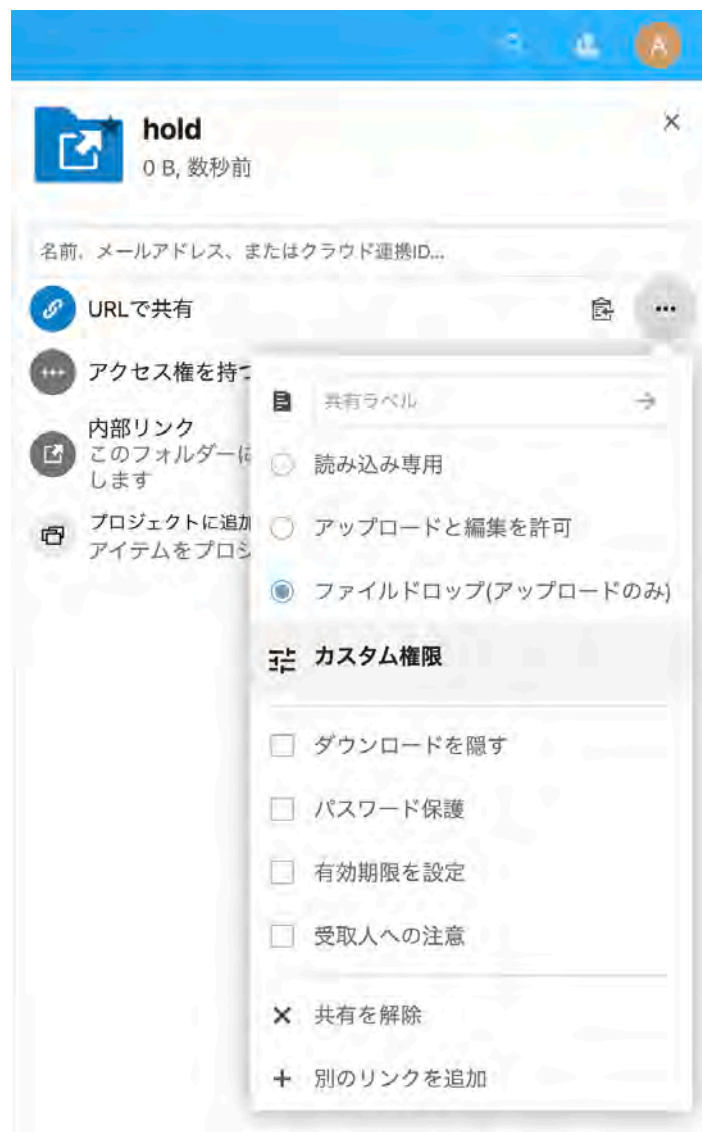 A
hold
0 B, 数秒前
名前、メールアドレス、またはクラウド連携ID...
URLで共有
アクセス権を持つ
共有ラベル
内部リンク
このフォルダーに
します
読み込み専用
プロジェクトに追加
アイテムをプロジ
アップロードと編集を許可
ファイルドロップ(アップロードのみ)
カスタム権限
ダウンロードを隠す
パスワード保護
有効期限を設定
受取人への注意
共有を解除
別のリンクを追加